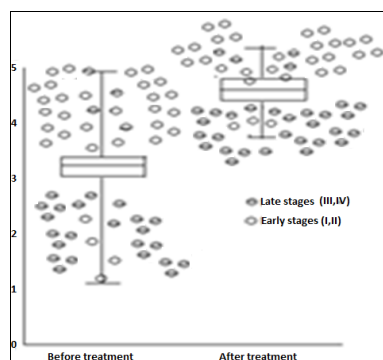 5
4
3
2
1
0
Late stages (III,IV)
Early stages (I,II)
Before treatment
After treatment